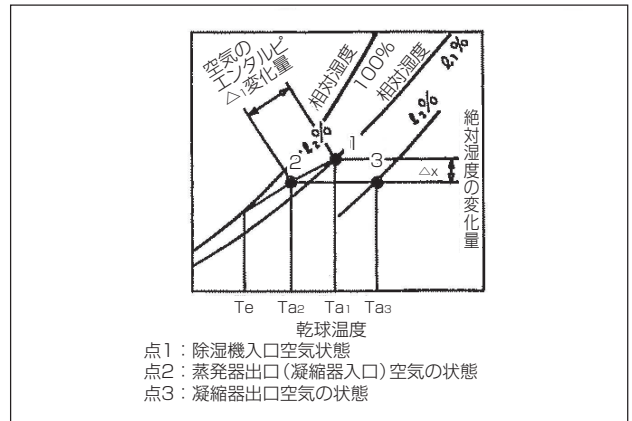 空気の
エンタルピ
△₁変化量
相対湿度
100%
相対湿度
ℓ₁%
ℓ₂%
ℓ₃%
1
2
3
△x
絶対湿度の変化量
Te Ta₂ Ta₁ Ta₃
乾球温度
点1：除湿機入口空気状態
点2：蒸発器出口（凝縮器入口）空気の状態
点3：凝縮器出口空気の状態